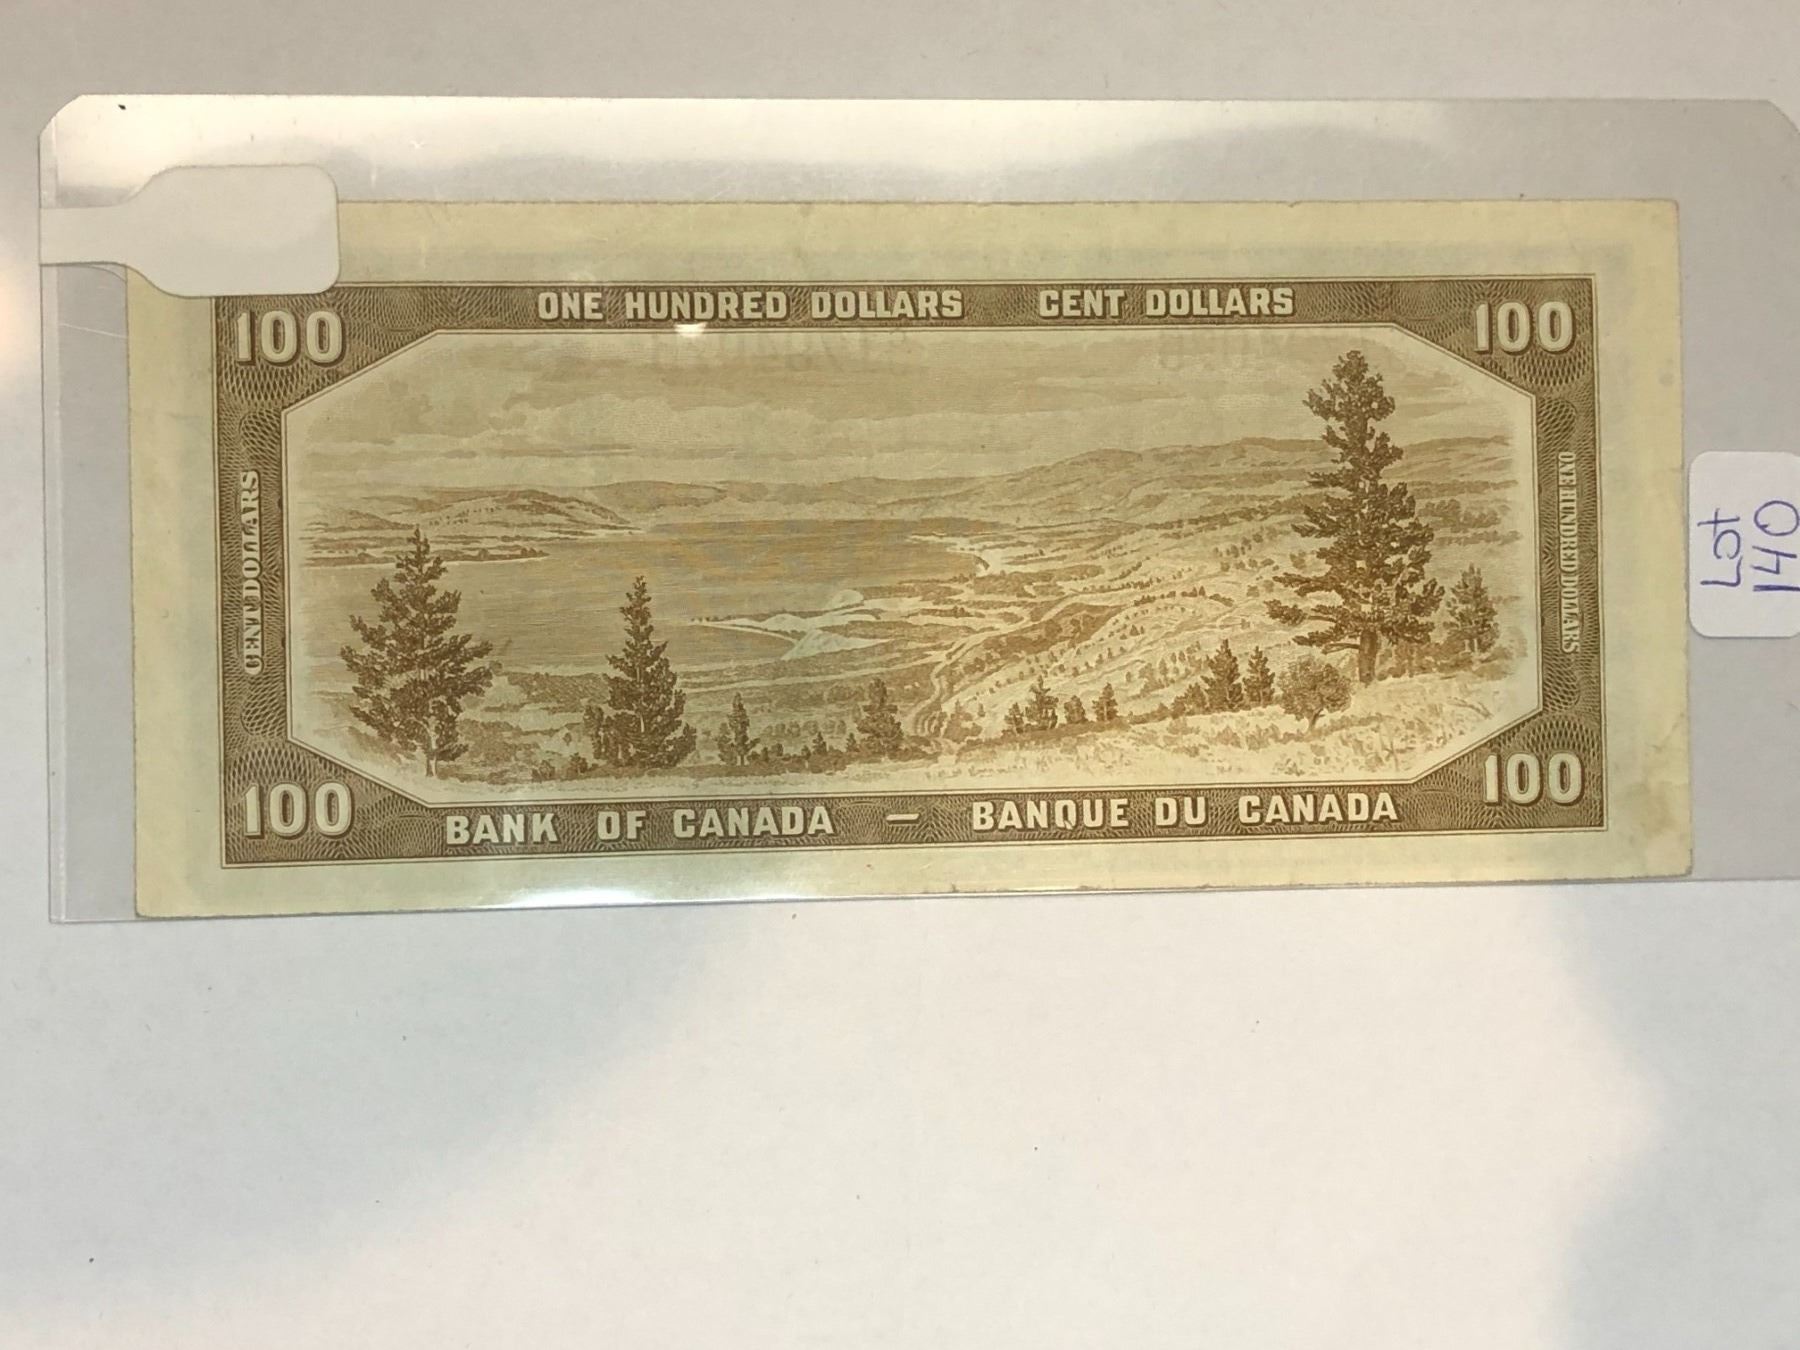 ONE HUNDRED DOLLARS CENT DOLLARS
100
100
CENT DOLLARS
ONE HUNDRED DOLLARS
Lot
140
100
100
BANK OF CANADA — BANQUE DU CANADA